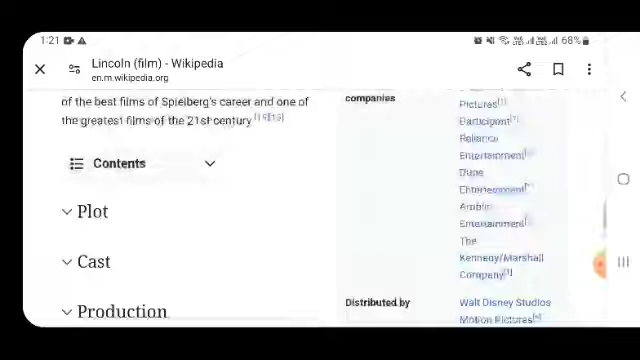 1:21
68%
Lincoln (film) - Wikipedia
en.m.wikipedia.org
of the best films of Spielberg's career and one of
the greatest films of the 21st century
Contents
Plot
Cast
Production
companies
Pictures
Participant
Reliance
Entertainment
Dune
Entertainment
Amblin
Entertainment
The
Kennedy/Marshall
Company
Distributed by
Walt Disney Studios
Motion Pictures